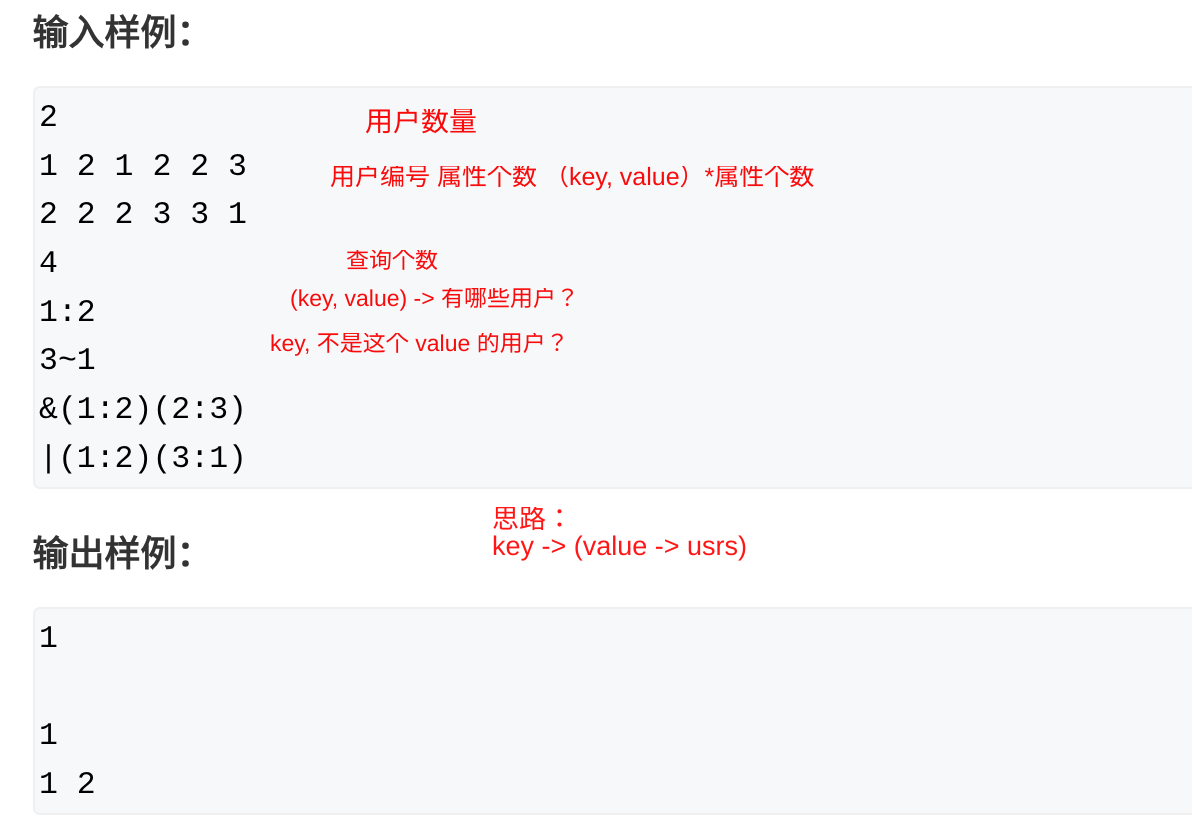 输入样例：
2 用户数量
1 2 1 2 2 3 用户编号 属性个数 （key, value）*属性个数
2 2 2 3 3 1
4 查询个数
1:2 (key, value) -> 有哪些用户？
3~1 key, 不是这个 value 的用户？
&(1:2)(2:3)
|(1:2)(3:1)
思路：
key -> (value -> usrs)
输出样例：
1
1
1 2